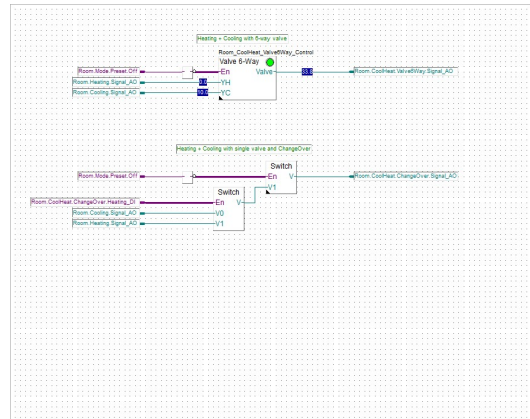 Heating + Cooling with 6-way valve
Room_CoolHeat_Valve6Way_Control
Valve 6-Way
Room.Mode.Preset.Off
En
Valve
Room.CoolHeat.Valve6Way.Signal_AO
Room.Heating.Signal_AO
YH
Room.Cooling.Signal_AO
YC
Heating + Cooling with single valve and ChangeOver
Switch
Room.Mode.Preset.Off
En
V
Room.CoolHeat.ChangeOver.Signal_AO
V1
Switch
Room.CoolHeat.ChangeOver.Heating_DI
En
V
Room.Cooling.Signal_AO
V0
Room.Heating.Signal_AO
V1